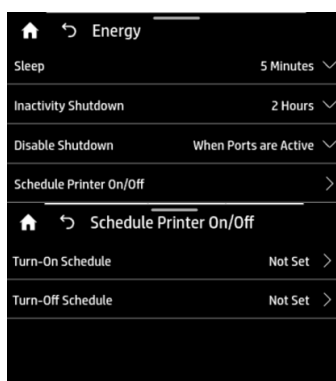 Energy
Sleep 5 Minutes
Inactivity Shutdown 2 Hours
Disable Shutdown When Ports are Active
Schedule Printer On/Off
Schedule Printer On/Off
Turn-On Schedule Not Set
Turn-Off Schedule Not Set